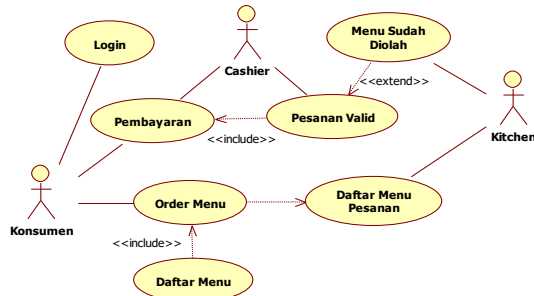 Login
Cashier
Menu Sudah
Diolah
<<extend>>
Kitchen
Pembayaran
Pesanan Valid
<<include>>
Konsumen
Order Menu
Daftar Menu
Pesanan
<<include>>
Daftar Menu